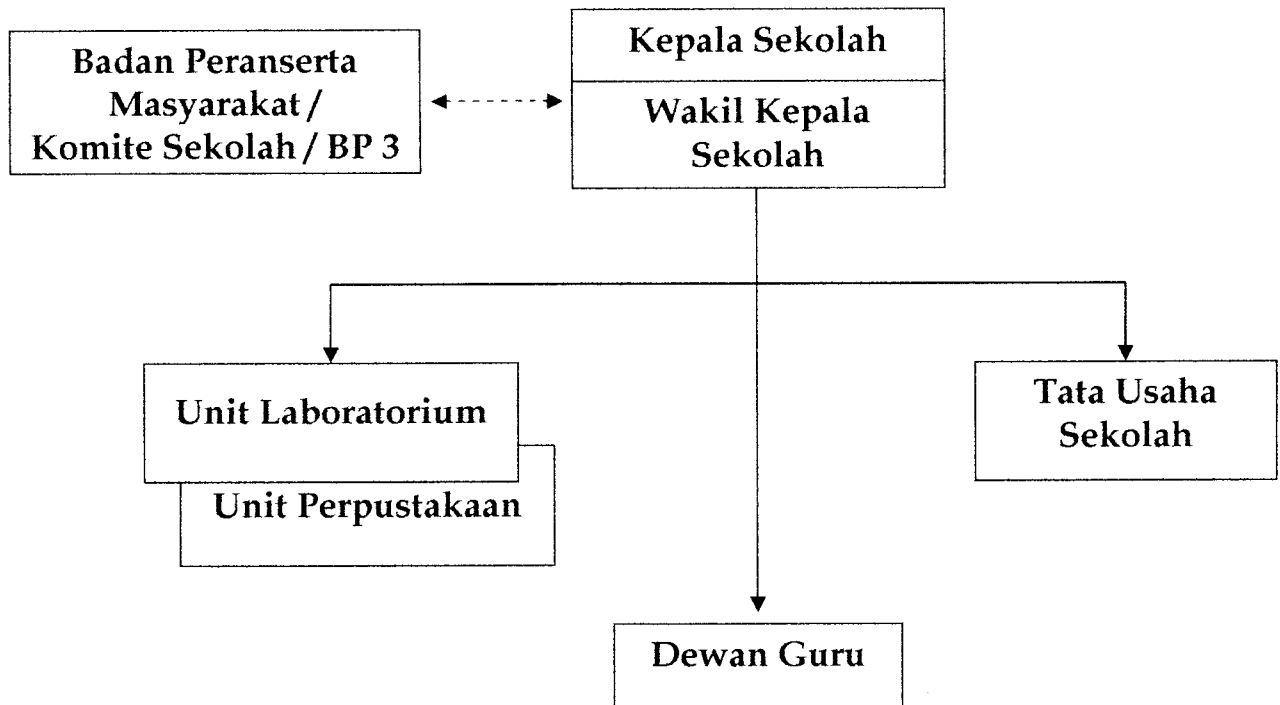 Badan Peranserta
Masyarakat /
Komite Sekolah / BP 3
Kepala Sekolah
Wakil Kepala
Sekolah
Unit Laboratorium
Unit Perpustakaan
Tata Usaha
Sekolah
Dewan Guru